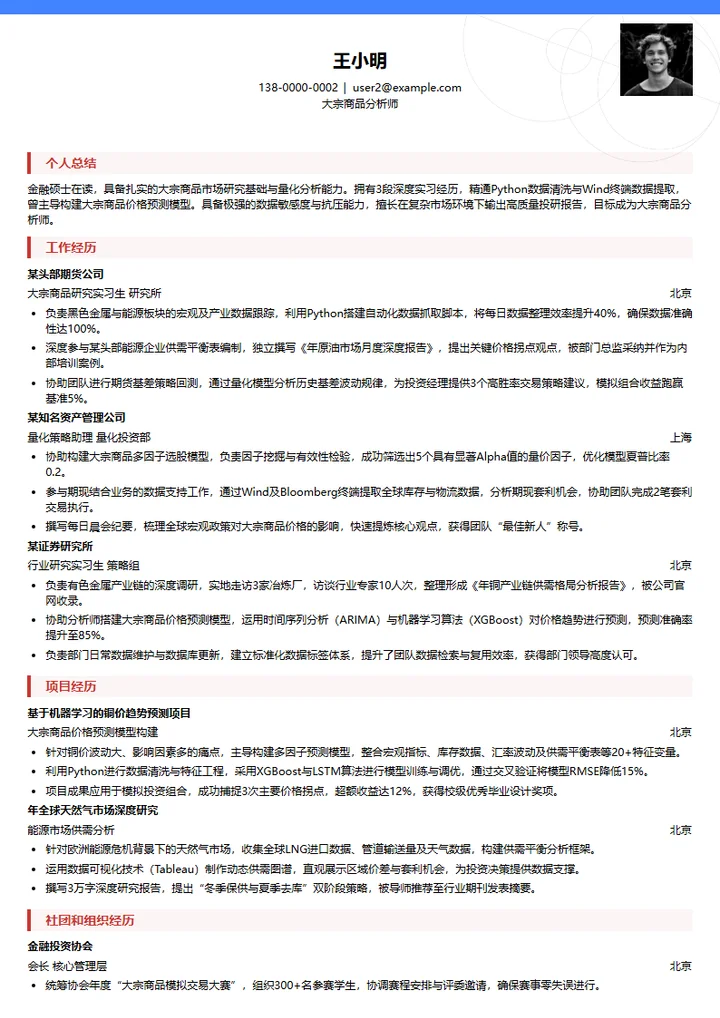 王小明
138-0000-0002 | user2@example.com
大宗商品分析师
个人总结
金融硕士在读，具备扎实的大宗商品市场研究基础与量化分析能力。拥有3段深度实习经历，精通Python数据清洗与Wind终端数据提取，
曾主导构建大宗商品价格预测模型。具备极强的数据敏感度与抗压能力，擅长在复杂市场环境下输出高质量投研报告，目标成为大宗商品分
析师。
工作经历
某头部期货公司
大宗商品研究实习生 研究所 北京
• 负责黑色金属与能源板块的宏观及产业数据跟踪，利用Python搭建自动化数据抓取脚本，将每日数据整理效率提升40%，确保数据准确
性达100%。
• 深度参与某头部能源企业供需平衡表编制，独立撰写《年原油市场月度深度报告》，提出关键价格拐点观点，被部门总监采纳并作为内
部培训案例。
• 协助团队进行期货基差策略回测，通过量化模型分析历史基差波动规律，为投资经理提供3个高胜率交易策略建议，模拟组合收益跑赢
基准5%。
某知名资产管理公司
量化策略助理 量化投资部 上海
• 协助构建大宗商品多因子选股模型，负责因子挖掘与有效性检验，成功筛选出5个具有显著Alpha值的量价因子，优化模型夏普比率
0.2。
• 参与期现结合业务的数据支持工作，通过Wind及Bloomberg终端提取全球库存与物流数据，分析期现套利机会，协助团队完成2笔套利
交易执行。
• 撰写每日晨会纪要，梳理全球宏观政策对大宗商品价格的影响，快速提炼核心观点，获得团队“最佳新人”称号。
某证券研究所
行业研究实习生 策略组 北京
• 负责有色金属产业链的深度调研，实地走访3家冶炼厂，访谈行业专家10人次，整理形成《年铜产业链供需格局分析报告》，被公司官
网收录。
• 协助分析师搭建大宗商品价格预测模型，运用时间序列分析（ARIMA）与机器学习算法（XGBoost）对价格趋势进行预测，预测准确率
提升至85%。
• 负责部门日常数据维护与数据库更新，建立标准化数据标签体系，提升了团队数据检索与复用效率，获得部门领导高度认可。
项目经历
基于机器学习的铜价趋势预测项目
大宗商品价格预测模型构建 北京
• 针对铜价波动大、影响因素多的痛点，主导构建多因子预测模型，整合宏观指标、库存数据、汇率波动及供需平衡表等20+特征变量。
• 利用Python进行数据清洗与特征工程，采用XGBoost与LSTM算法进行模型训练与调优，通过交叉验证将模型RMSE降低15%。
• 项目成果应用于模拟投资组合，成功捕捉3次主要价格拐点，超额收益达12%，获得校级优秀毕业设计奖项。
年全球天然气市场深度研究
能源市场供需分析 北京
• 针对欧洲能源危机背景下的天然气市场，收集全球LNG进口数据、管道输送量及天气数据，构建供需平衡分析框架。
• 运用数据可视化技术（Tableau）制作动态供需图谱，直观展示区域价差与套利机会，为投资决策提供数据支撑。
• 撰写3万字深度研究报告，提出“冬季保供与夏季去库”双阶段策略，被导师推荐至行业期刊发表摘要。
社团和组织经历
金融投资协会
会长 核心管理层 北京
• 统筹协会年度“大宗商品模拟交易大赛”，组织300+名参赛学生，协调赛程安排与评委邀请，确保赛事零失误进行。